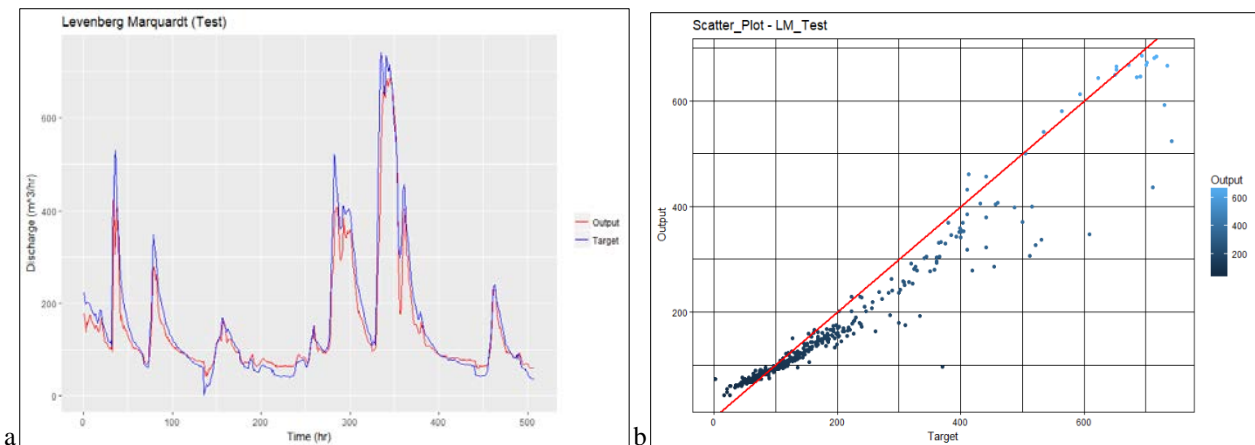 Levenberg Marquardt (Test)
600
400
200
0
Discharge (m^3/hr)
0
100
200
300
400
500
Time (hr)
Output
Target
a
Scatter_Plot - LM_Test
600
400
200
Output
0
200
400
600
Target
Output
600
400
200
b